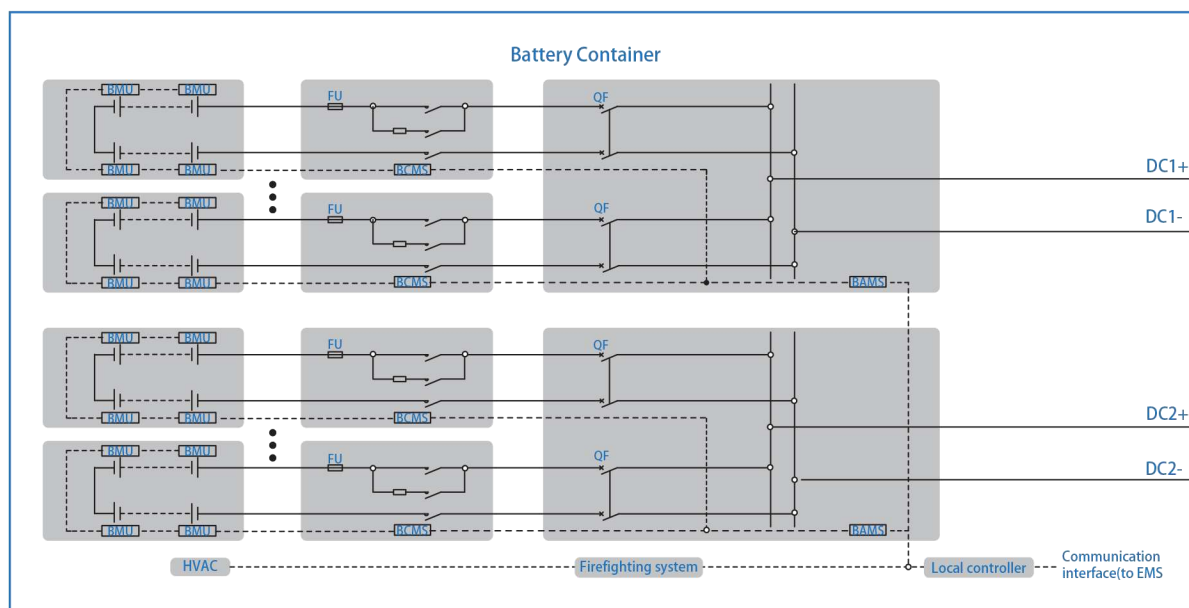 Battery Container
BMU BMU
FU
QF
BMU BMU
BCMS
DC1+
BMU BMU
FU
QF
DC1-
BMU BMU
BCMS
BAMS
BMU BMU
FU
QF
BMU BMU
BCMS
DC2+
BMU BMU
FU
QF
DC2-
BMU BMU
BCMS
BAMS
HVAC
Firefighting system
Local controller
Communication
interface(to EMS